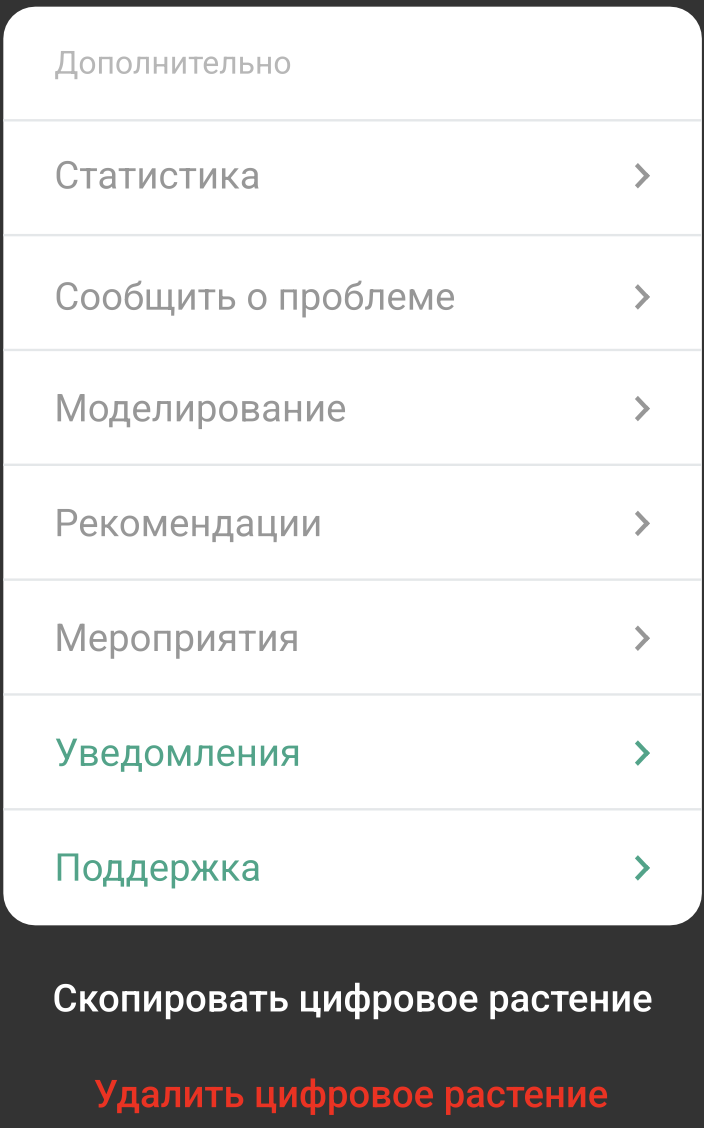 Дополнительно
Статистика
Сообщить о проблеме
Моделирование
Рекомендации
Мероприятия
Уведомления
Поддержка
Скопировать цифровое растение
Удалить цифровое растение